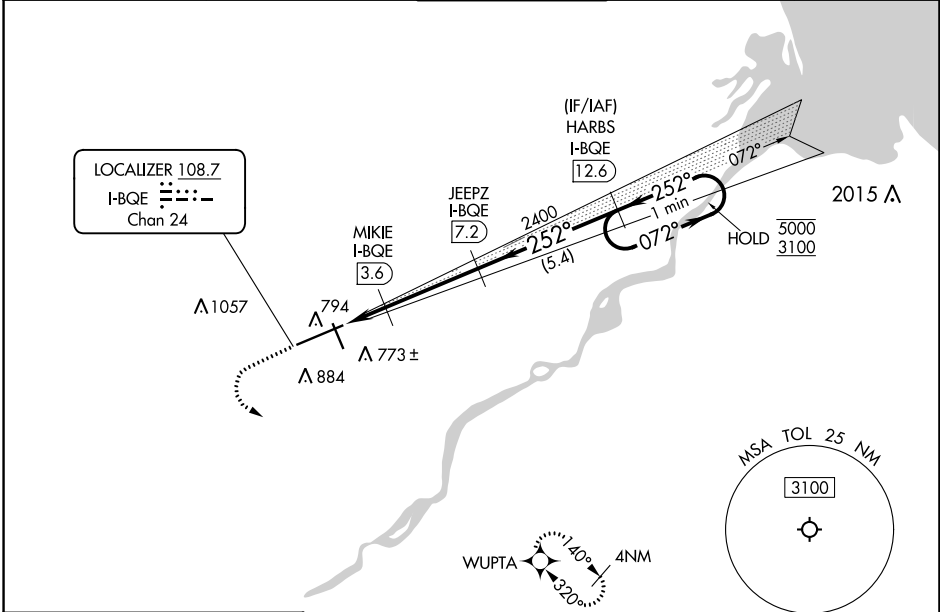 (IF/IAF)
HARBS
I-BQE
12.6
LOCALIZER 108.7
I-BQE
Chan 24
JEEPZ
I-BQE
7.2
MIKIE
I-BQE
3.6
2400
252°
(5.4)
252°
1 min
072°
072°
HOLD
5000
3100
2015
1057
794
773 ±
884
MSA TOL 25 NM
3100
WUPTA
140°
320°
4NM